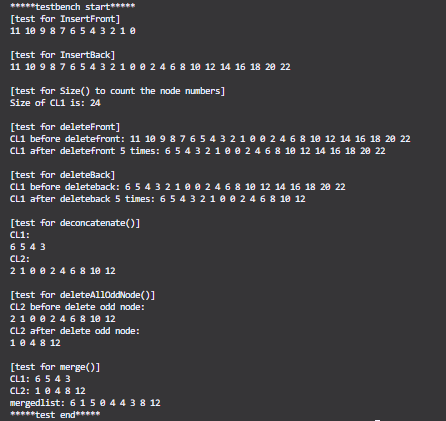 *****testbench start*****
[test for InsertFront]
11 10 9 8 7 6 5 4 3 2 1 0
[test for InsertBack]
11 10 9 8 7 6 5 4 3 2 1 0 0 2 4 6 8 10 12 14 16 18 20 22
[test for Size() to count the node numbers]
Size of CL1 is: 24
[test for deleteFront]
CL1 before deletefront: 11 10 9 8 7 6 5 4 3 2 1 0 0 2 4 6 8 10 12 14 16 18 20 22
CL1 after deletefront 5 times: 6 5 4 3 2 1 0 0 2 4 6 8 10 12 14 16 18 20 22
[test for deleteBack]
CL1 before deleteback: 6 5 4 3 2 1 0 0 2 4 6 8 10 12 14 16 18 20 22
CL1 after deleteback 5 times: 6 5 4 3 2 1 0 0 2 4 6 8 10 12
[test for deconcatenate()]
CL1:
6 5 4 3
CL2:
2 1 0 0 2 4 6 8 10 12
[test for deleteAllOddNode()]
CL2 before delete odd node:
2 1 0 0 2 4 6 8 10 12
CL2 after delete odd node:
1 0 4 8 12
[test for merge()]
CL1: 6 5 4 3
CL2: 1 0 4 8 12
mergedlist: 6 1 5 0 4 4 3 8 12
*****test end*****